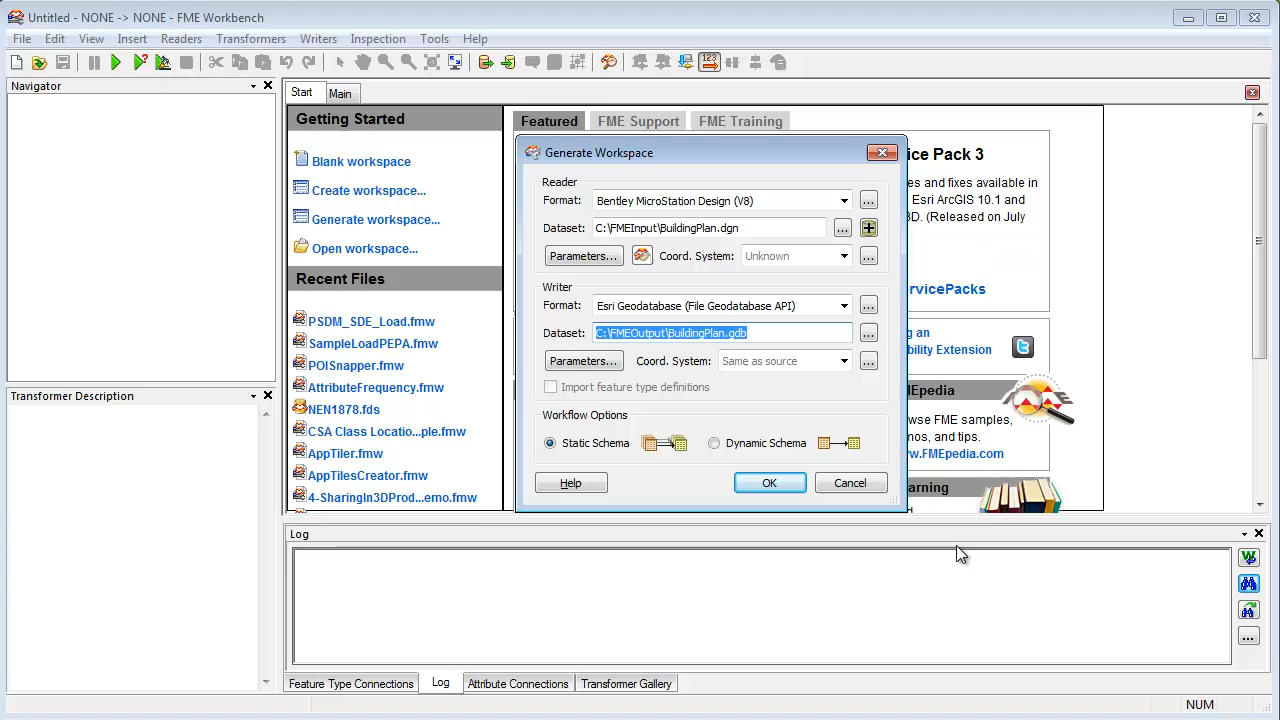 Untitled - NONE -> NONE - FME Workbench
File Edit View Insert Readers Transformers Writers Inspection Tools Help
Navigator
Start Main
Getting Started
Blank workspace
Create workspace...
Generate workspace...
Open workspace...
Recent Files
PSDM_SDE_Load.fmw
SampleLoadPEPA.fmw
POISnapper.fmw
AttributeFrequency.fmw
NEN1878.fds
CSA Class Locatio...ple.fmw
AppTiler.fmw
AppTilesCreator.fmw
4-SharingIn3DProd...emo.fmw
Featured FME Support FME Training
ice Pack 3
es and fixes available in
Esri ArcGIS 10.1 and
D. (Released on July
rvicePacks
ng an
bility Extension
MEpedia
wse FME samples,
nos, and tips.
w.FMEpedia.com
arning
Generate Workspace
Reader
Format: Bentley MicroStation Design (V8) ...
Dataset: C:\FMEInput\BuildingPlan.dgn ...
Parameters... Coord. System: Unknown ...
Writer
Format: Esri Geodatabase (File Geodatabase API) ...
Dataset: C:\FMEOutput\BuildingPlan.gdb ...
Parameters... Coord. System: Same as source ...
Import feature type definitions
Workflow Options
Static Schema Dynamic Schema
Help OK Cancel
Transformer Description
Log
Feature Type Connections Log Attribute Connections Transformer Gallery
NUM